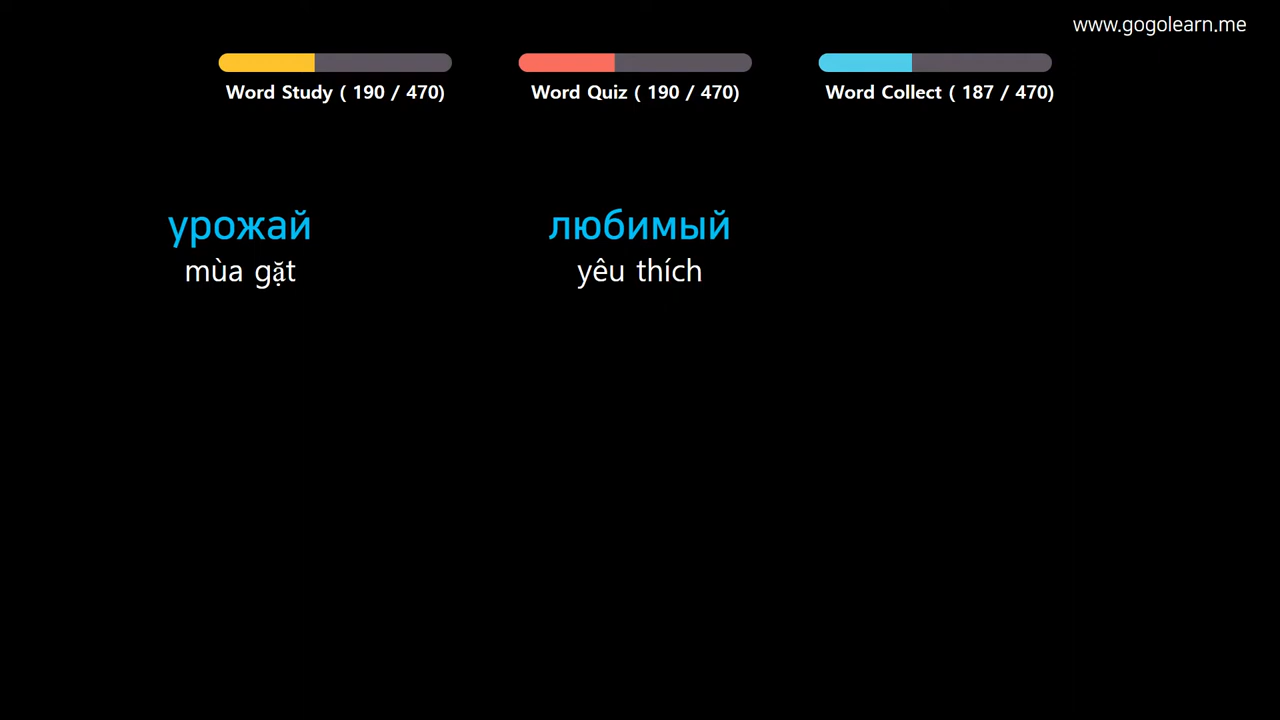 www.gogolearn.me
Word Study ( 190 / 470)
Word Quiz ( 190 / 470)
Word Collect ( 187 / 470)
урожай
mùa gặt
любимый
yêu thích